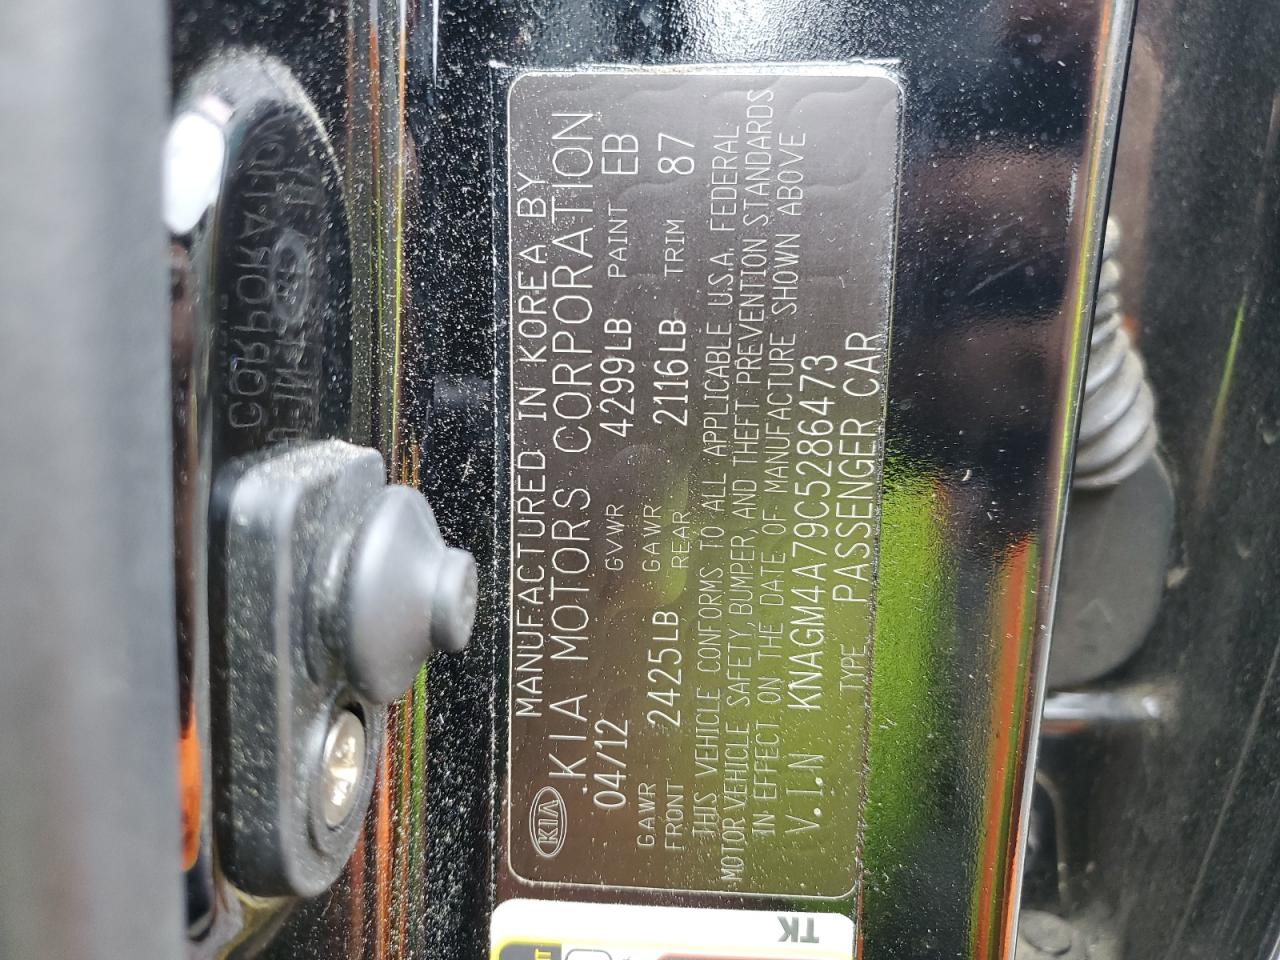 KIA
MANUFACTURED IN KOREA BY
KIA MOTORS CORPORATION
04/12 GVWR 4299LB PAINT EB
GAWR FRONT 2425LB GAWR REAR 2116LB TRIM 87
THIS VEHICLE CONFORMS TO ALL APPLICABLE U.S.A. FEDERAL
MOTOR VEHICLE SAFETY, BUMPER, AND THEFT PREVENTION STANDARDS
IN EFFECT ON THE DATE OF MANUFACTURE SHOWN ABOVE
V.I.N KNAGM4A79C5286473
TYPE PASSENGER CAR
TK
CORPORA